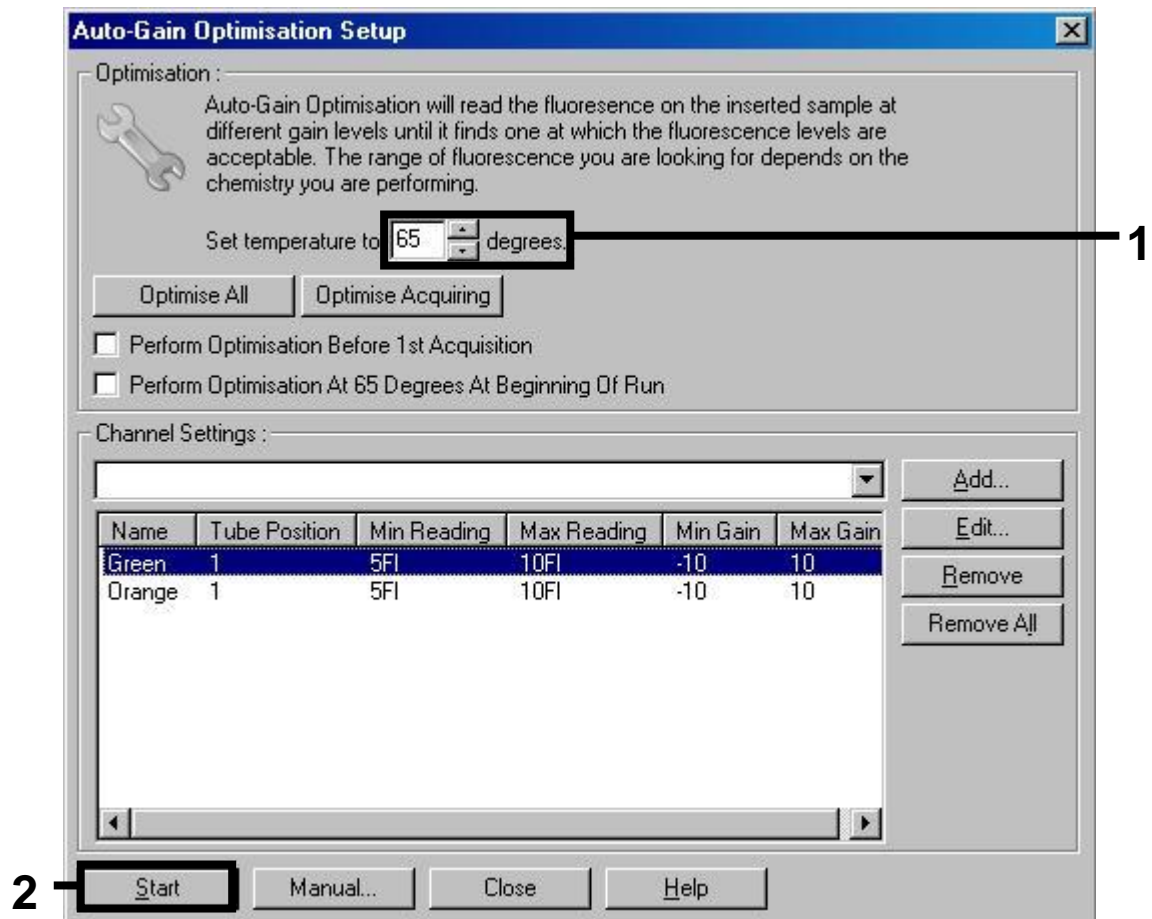 Auto-Gain Optimisation Setup
Optimisation :
Auto-Gain Optimisation will read the fluoresence on the inserted sample at
different gain levels until it finds one at which the fluorescence levels are
acceptable. The range of fluorescence you are looking for depends on the
chemistry you are performing.
Set temperature to 65 degrees.
1
Optimise All Optimise Acquiring
Perform Optimisation Before 1st Acquisition
Perform Optimisation At 65 Degrees At Beginning Of Run
Channel Settings :
Add...
Name Tube Position Min Reading Max Reading Min Gain Max Gain
Edit...
Green 1 5Fl 10Fl -10 10
Remove
Orange 1 5Fl 10Fl -10 10
Remove All
2
Start Manual... Close Help